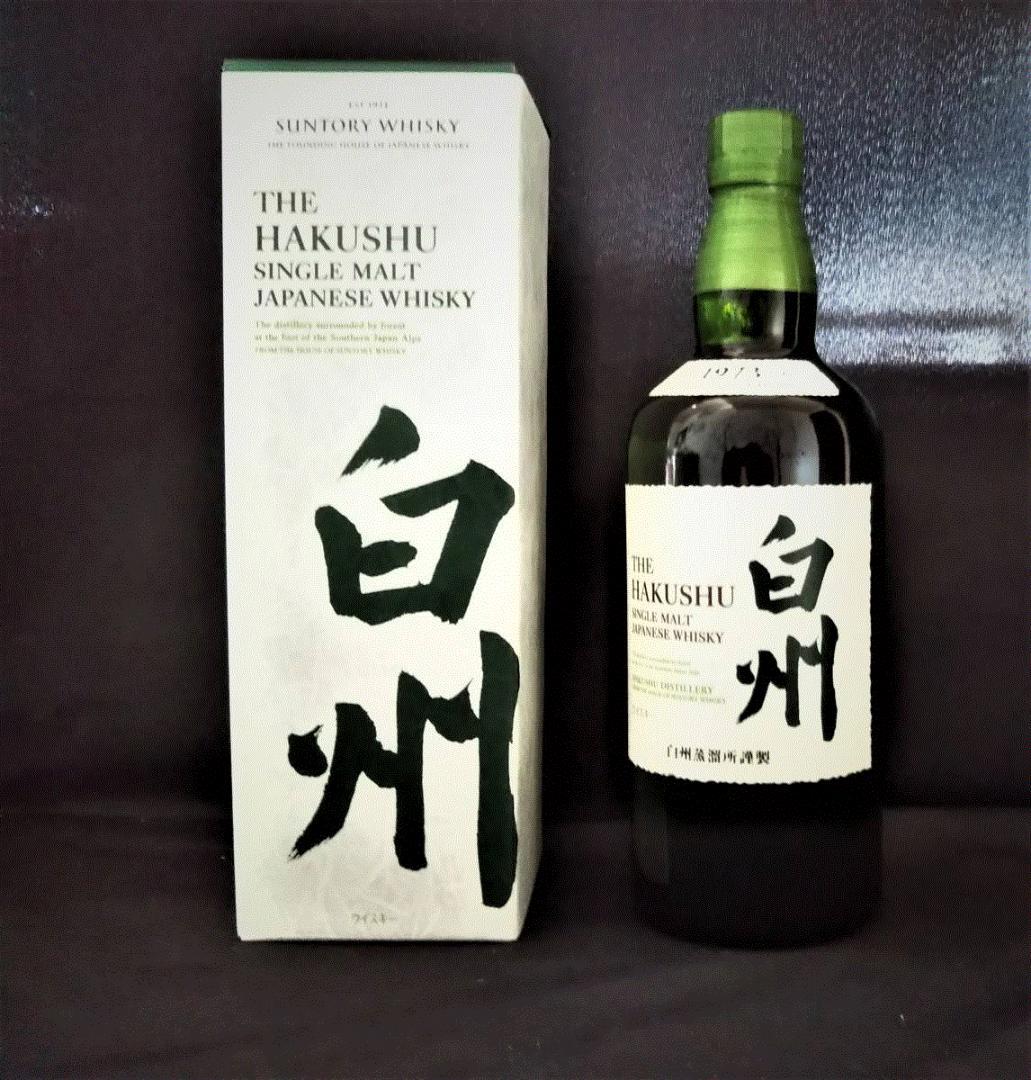 EST 1923
SUNTORY WHISKY
THE FOUNDING HOUSE OF JAPANESE WHISKY
THE
HAKUSHU
SINGLE MALT
JAPANESE WHISKY
The distillery surrounded by forest
at the foot of the Southern Japan Alps
FROM THE HOUSE OF SUNTORY WHISKY
白州
ウイスキー
1973
THE
HAKUSHU
SINGLE MALT
JAPANESE WHISKY
HAKUSHU DISTILLERY
白州
白州蒸溜所謹製